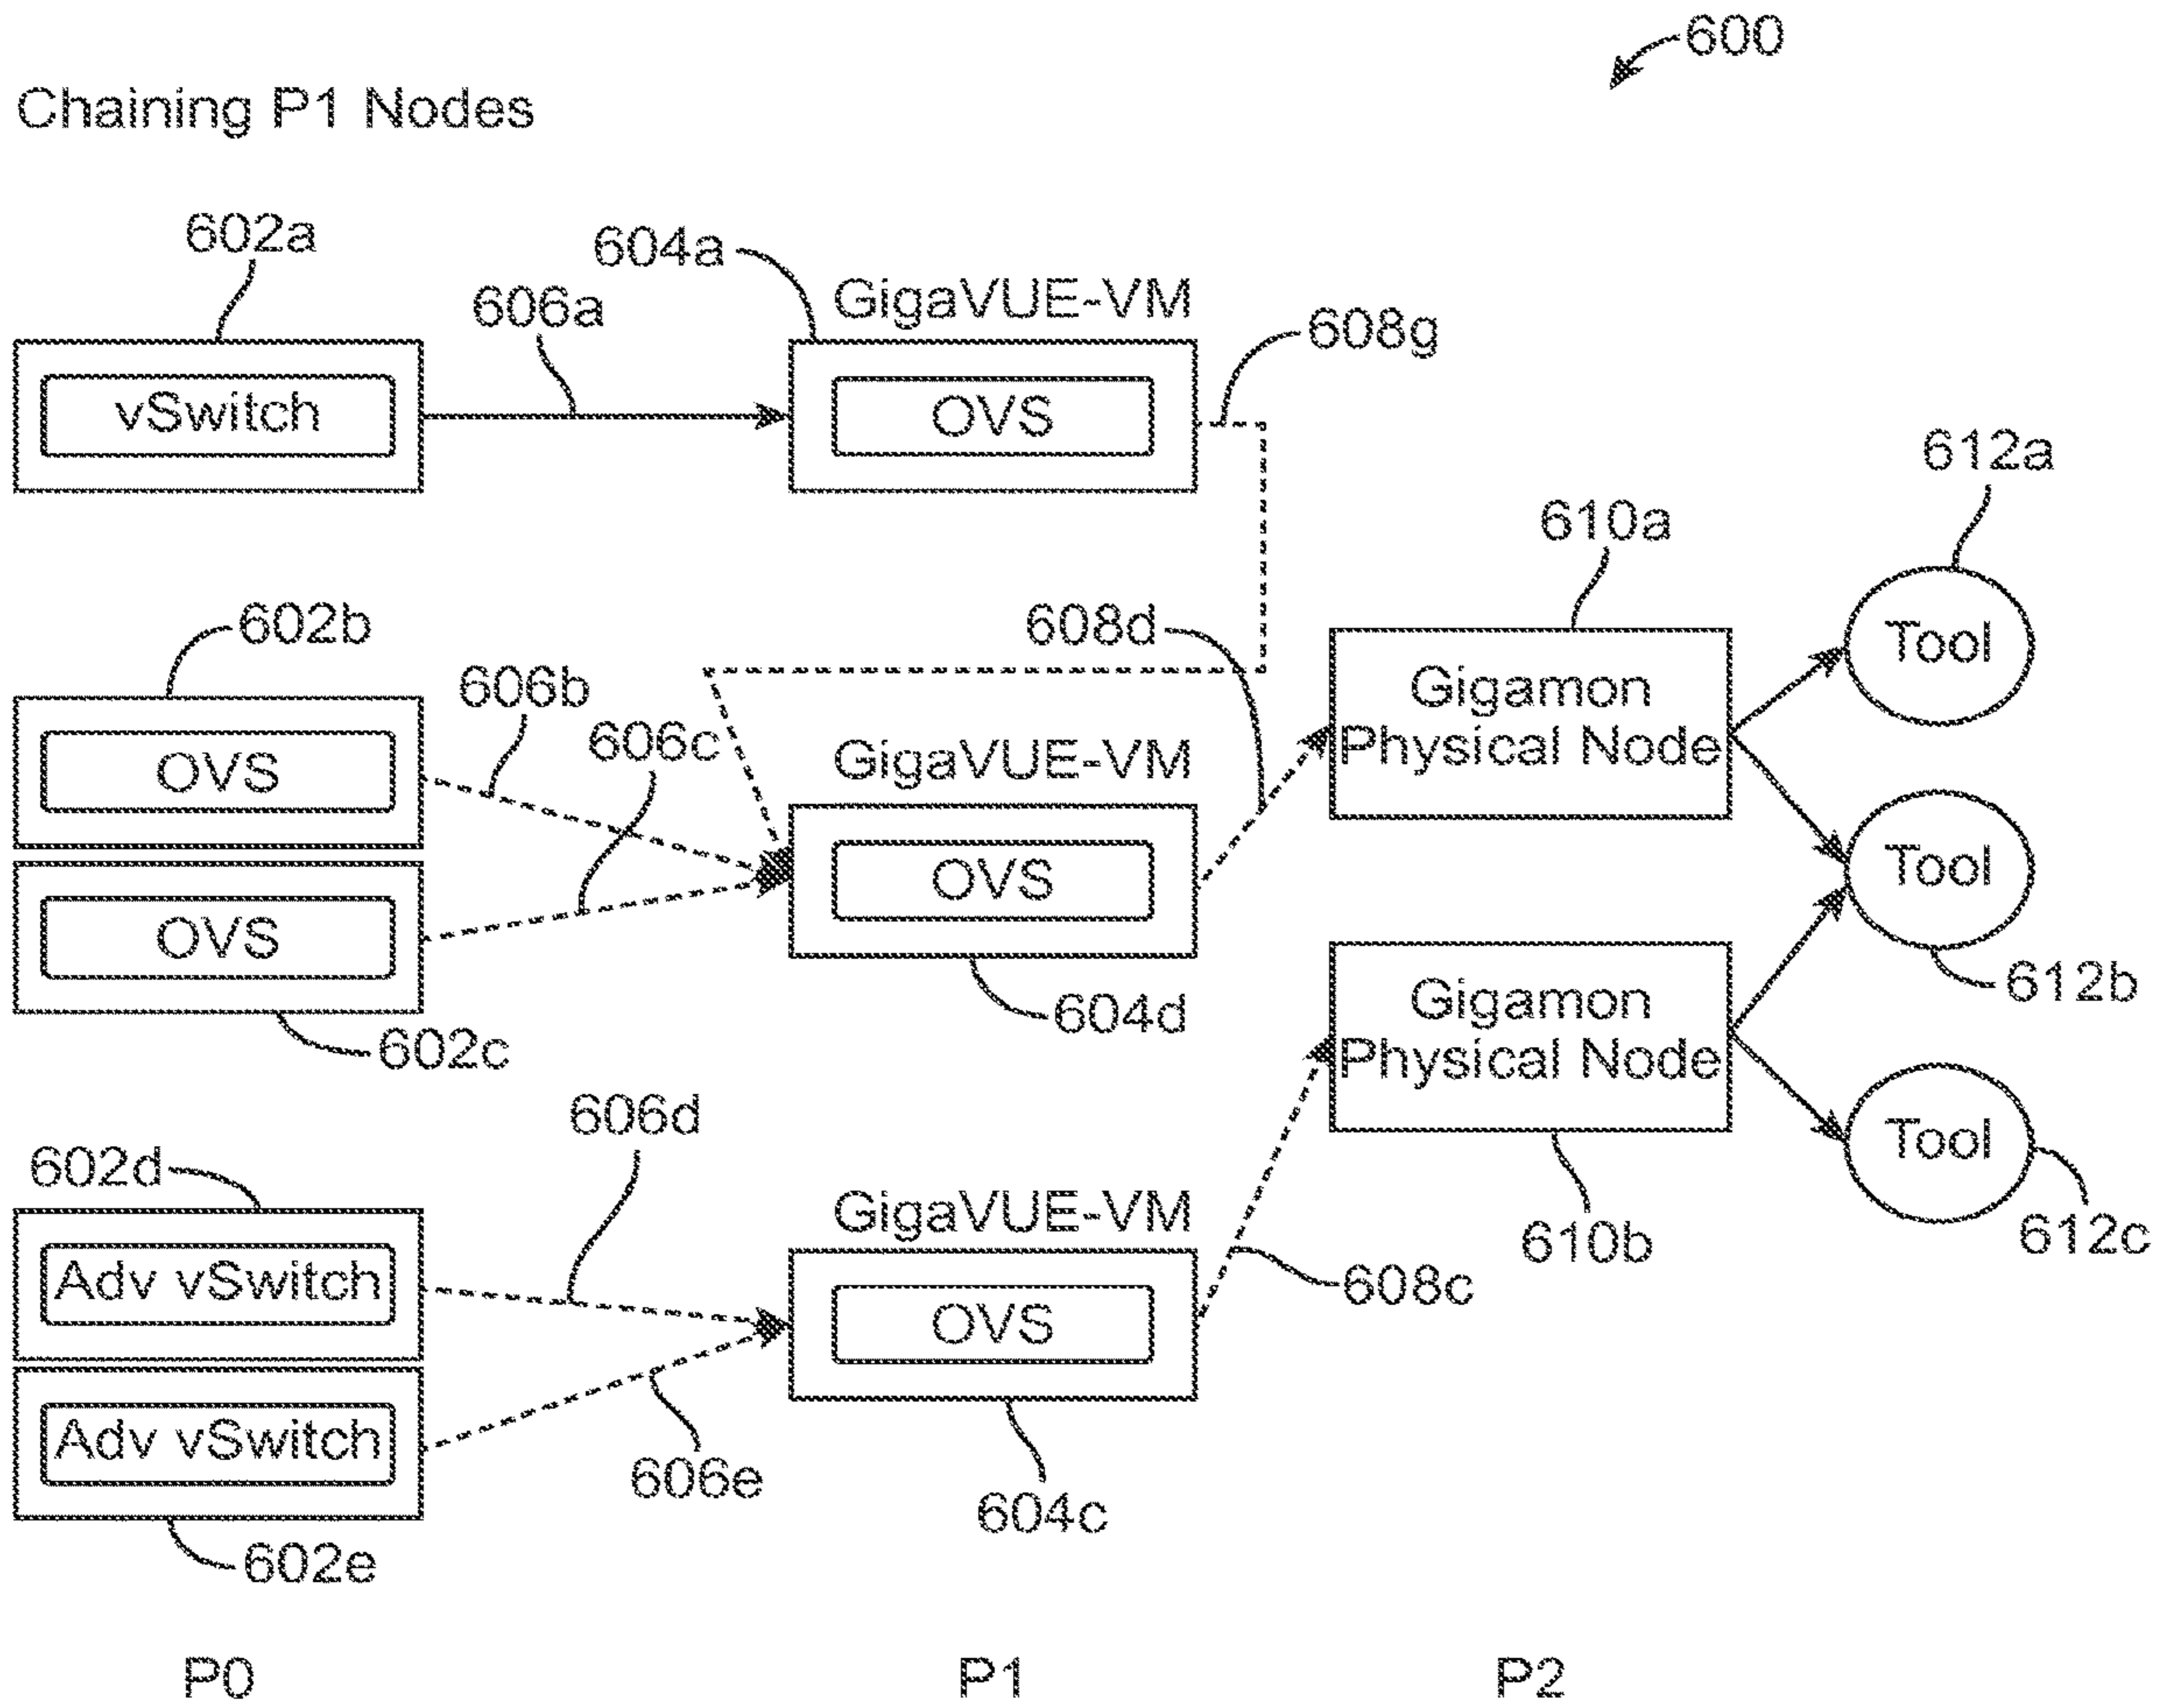 600
Chaining P1 Nodes
602a
604a
GigaVUE-VM
606a
608g
vSwitch
OVS
612a
610a
602b
608d
Tool
606b
Gigamon
Physical Node
606c
GigaVUE-VM
OVS
OVS
Tool
OVS
612b
604d
Gigamon
Physical Node
602c
606d
Tool
602d
GigaVUE-VM
610b
612c
Adv vSwitch
608c
OVS
Adv vSwitch
606e
604c
602e
P0
P1
P2